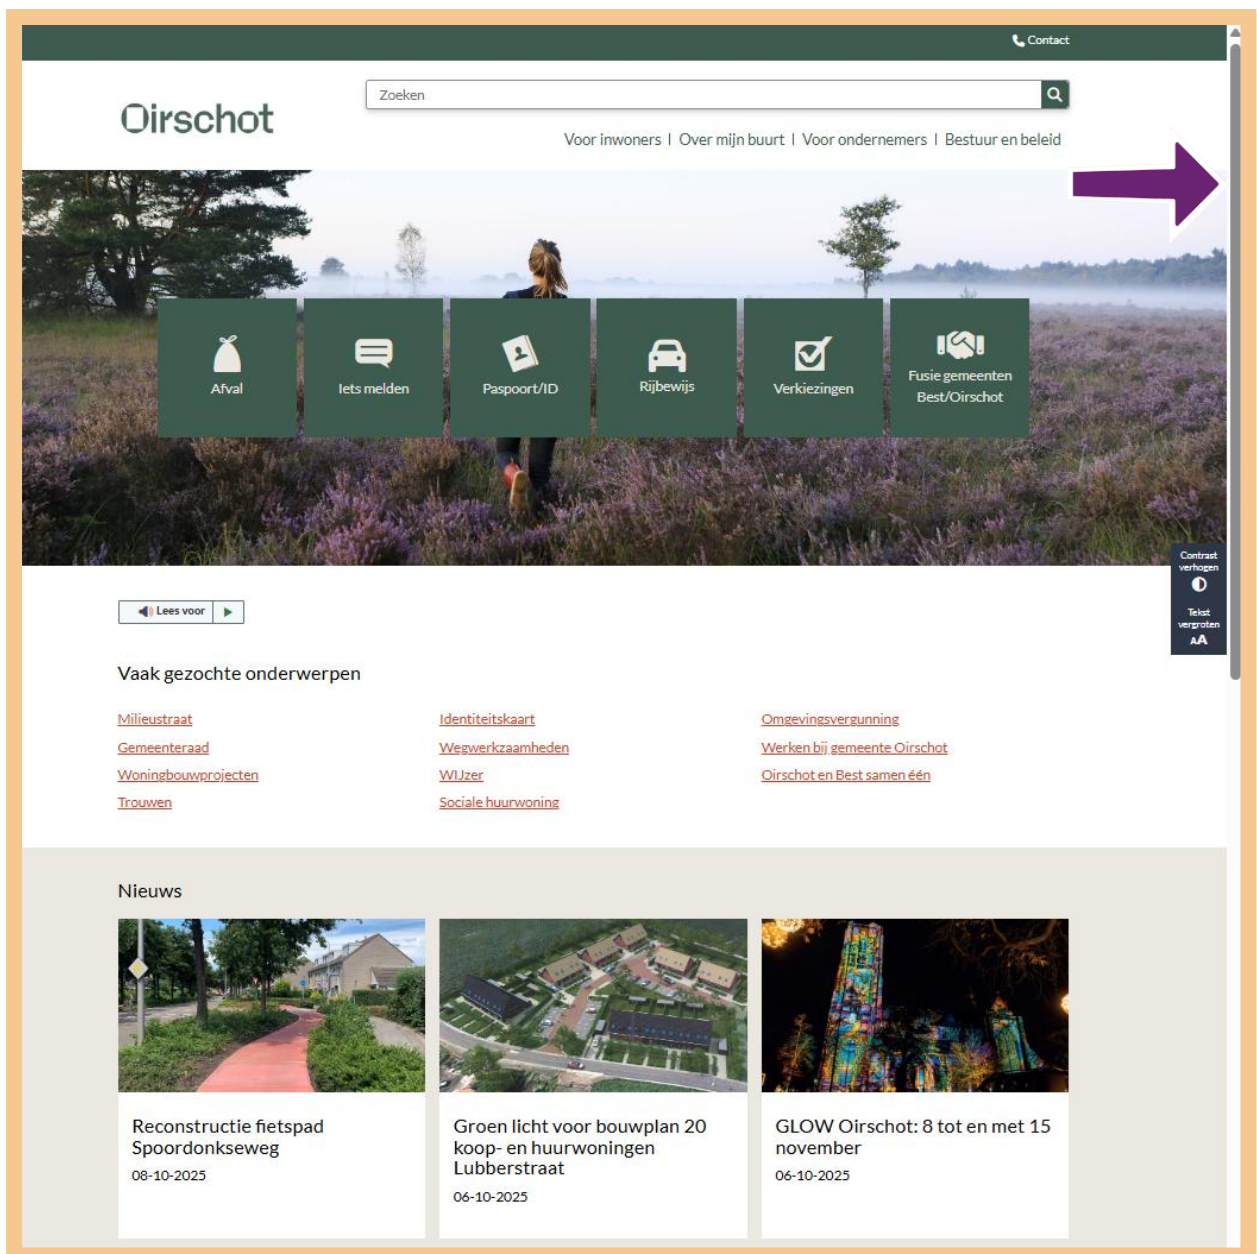 Contact
Oirschot
Zoeken
Voor inwoners | Over mijn buurt | Voor ondernemers | Bestuur en beleid
Afval
Iets melden
Paspoort/ID
Rijbewijs
Verkiezingen
Fusie gemeenten
Best/Oirschot
Contrast
verhogen
Tekst
vergroten
AA
Lees voor
Vaak gezochte onderwerpen
Milieustraat
Gemeenteraad
Woningbouwprojecten
Trouwen
Identiteitskaart
Wegwerkzaamheden
WIJzer
Sociale huurwoning
Omgevingsvergunning
Werken bij gemeente Oirschot
Oirschot en Best samen één
Nieuws
Reconstructie fietspad
Spoordonkseweg
08-10-2025
Groen licht voor bouwplan 20
koop- en huurwoningen
Lubberstraat
06-10-2025
GLOW Oirschot: 8 tot en met 15
november
06-10-2025